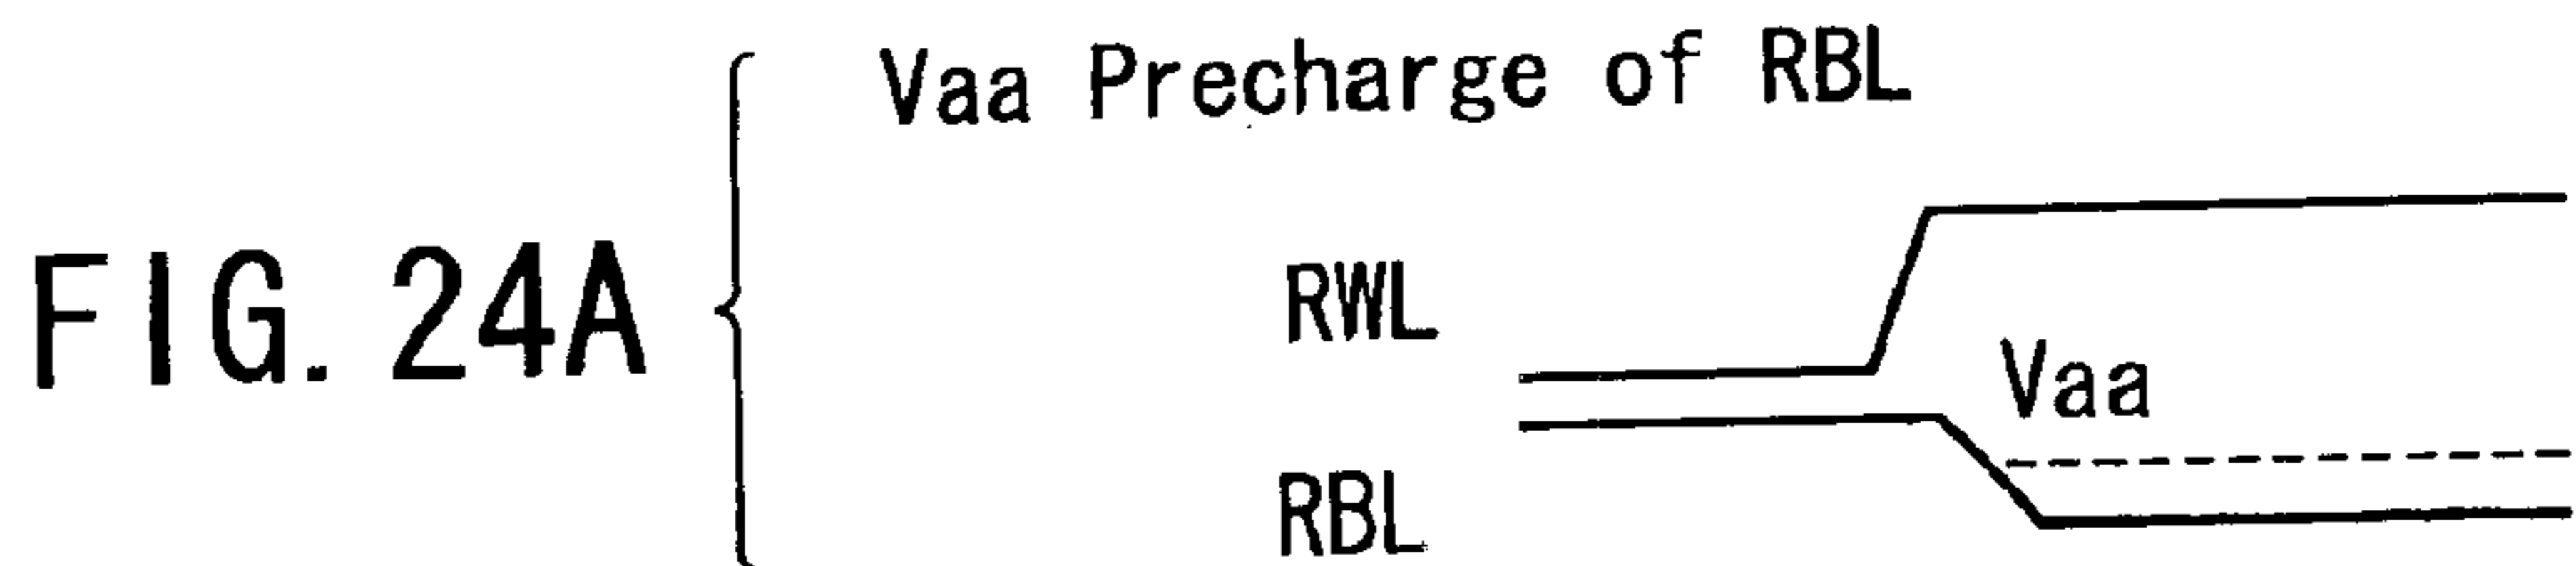 FIG. 24A
Vaa Precharge of RBL
RWL
Vaa
RBL